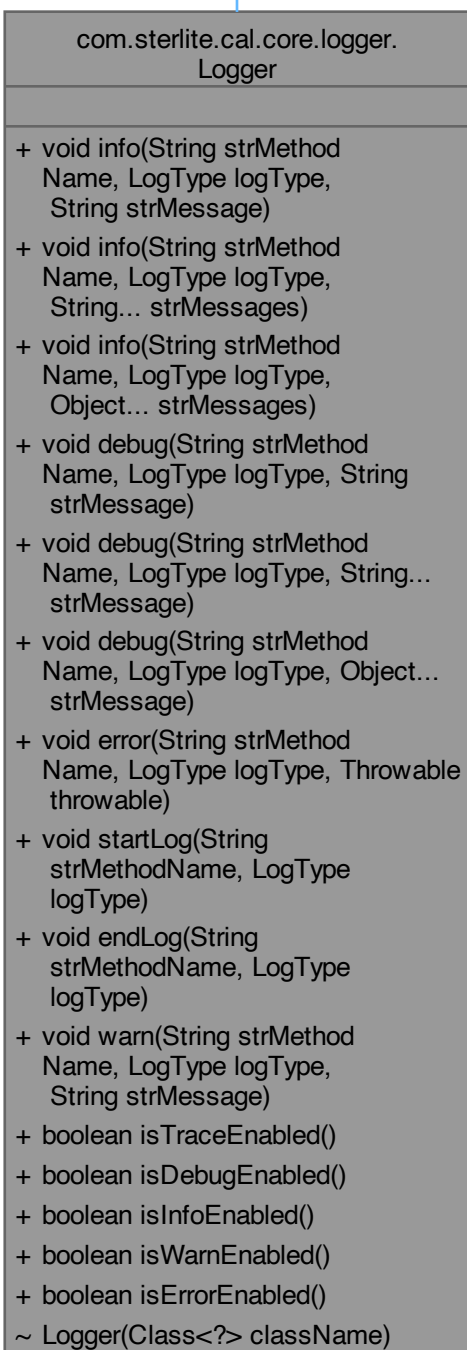 com.sterlite.cal.core.logger.
Logger
+ void info(String strMethod
Name, LogType logType,
String strMessage)
+ void info(String strMethod
Name, LogType logType,
String... strMessages)
+ void info(String strMethod
Name, LogType logType,
Object... strMessages)
+ void debug(String strMethod
Name, LogType logType, String
strMessage)
+ void debug(String strMethod
Name, LogType logType, String...
strMessage)
+ void debug(String strMethod
Name, LogType logType, Object...
strMessage)
+ void error(String strMethod
Name, LogType logType, Throwable
throwable)
+ void startLog(String
strMethodName, LogType
logType)
+ void endLog(String
strMethodName, LogType
logType)
+ void warn(String strMethod
Name, LogType logType,
String strMessage)
+ boolean isTraceEnabled()
+ boolean isDebugEnabled()
+ boolean isInfoEnabled()
+ boolean isWarnEnabled()
+ boolean isErrorEnabled()
~ Logger(Class<?> className)